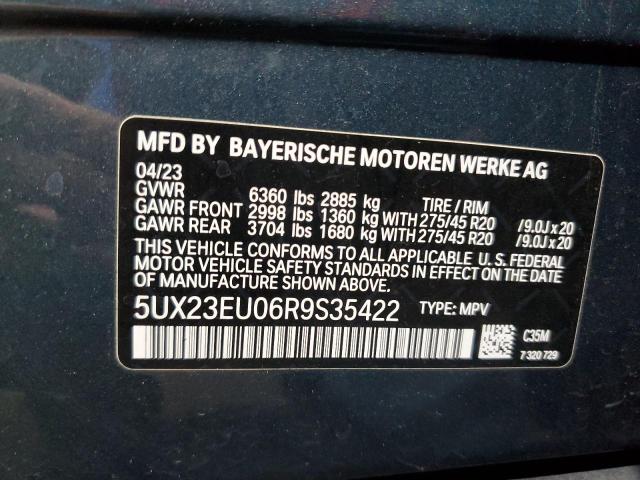 MFD BY BAYERISCHE MOTOREN WERKE AG
04/23
GVWR 6360 lbs 2885 kg TIRE / RIM
GAWR FRONT 2998 lbs 1360 kg WITH 275/45 R20 /9.0J x 20
GAWR REAR 3704 lbs 1680 kg WITH 275/45 R20 /9.0J x 20
THIS VEHICLE CONFORMS TO ALL APPLICABLE U. S. FEDERAL
MOTOR VEHICLE SAFETY STANDARDS IN EFFECT ON THE DATE
OF MANUFACTURE SHOWN ABOVE.
5UX23EU06R9S35422 TYPE: MPV
C35M
7 320 729